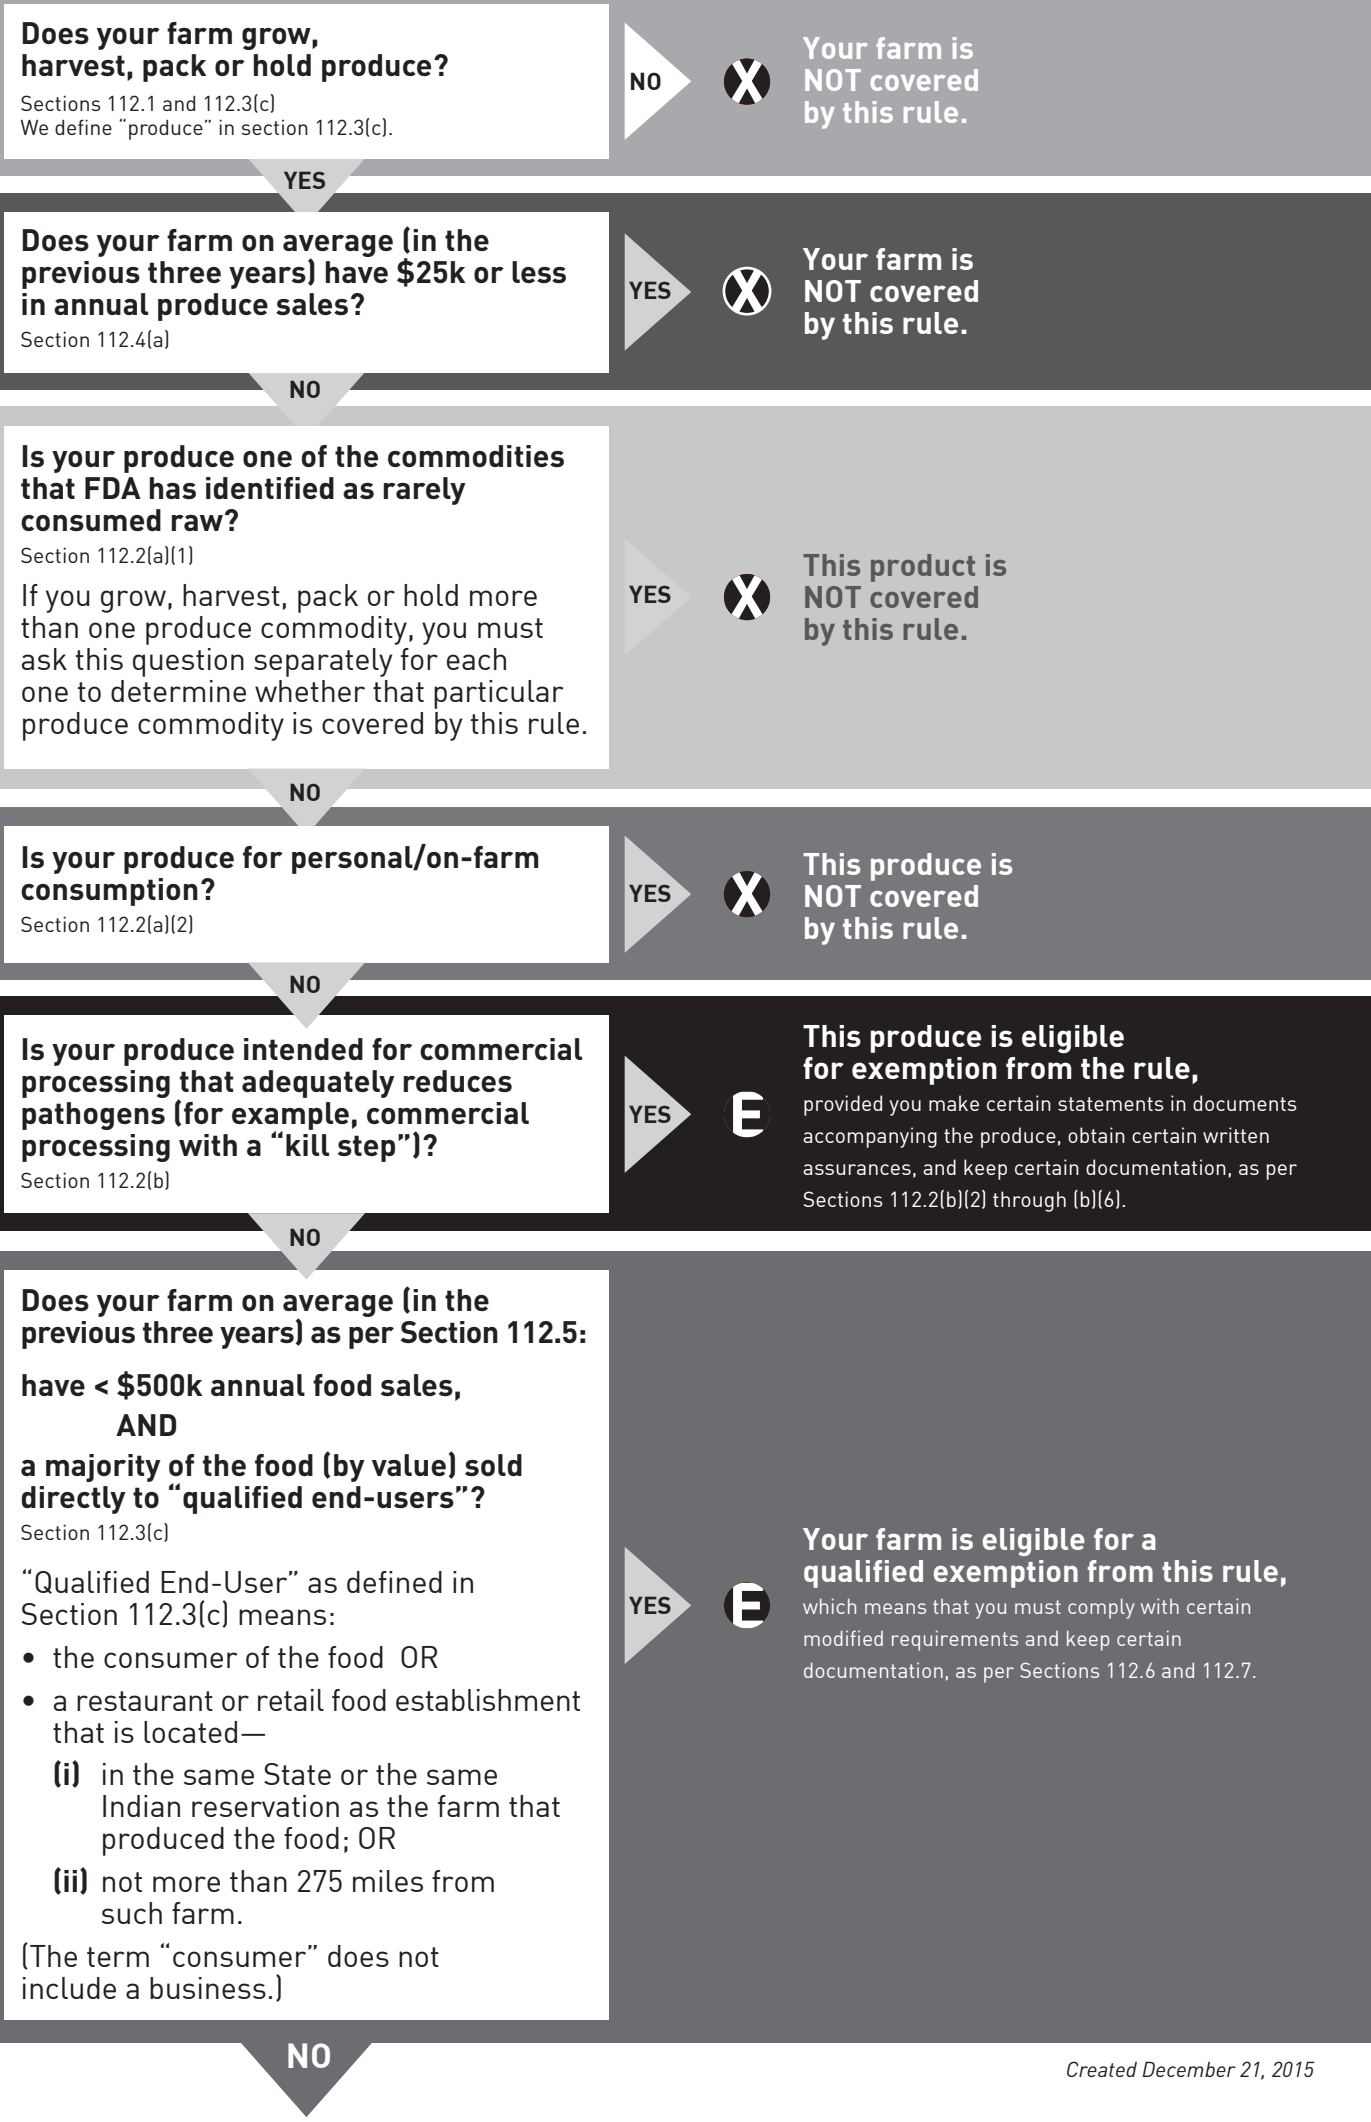 Does your farm grow,
harvest, pack or hold produce?
Sections 112.1 and 112.3(c)
We define “produce” in section 112.3(c).
NO
X
Your farm is
NOT covered
by this rule.
YES
Does your farm on average (in the
previous three years) have $25k or less
in annual produce sales?
Section 112.4(a)
YES
X
Your farm is
NOT covered
by this rule.
NO
Is your produce one of the commodities
that FDA has identified as rarely
consumed raw?
Section 112.2(a)(1)
If you grow, harvest, pack or hold more
than one produce commodity, you must
ask this question separately for each
one to determine whether that particular
produce commodity is covered by this rule.
YES
X
This product is
NOT covered
by this rule.
NO
Is your produce for personal/on-farm
consumption?
Section 112.2(a)(2)
YES
X
This produce is
NOT covered
by this rule.
NO
Is your produce intended for commercial
processing that adequately reduces
pathogens (for example, commercial
processing with a “kill step”)?
Section 112.2(b)
YES
E
This produce is eligible
for exemption from the rule,
provided you make certain statements in documents
accompanying the produce, obtain certain written
assurances, and keep certain documentation, as per
Sections 112.2(b)(2) through (b)(6).
NO
Does your farm on average (in the
previous three years) as per Section 112.5:
have < $500k annual food sales,
AND
a majority of the food (by value) sold
directly to “qualified end-users”?
Section 112.3(c)
“Qualified End-User” as defined in
Section 112.3(c) means:
• the consumer of the food OR
• a restaurant or retail food establishment
that is located—
(i) in the same State or the same
Indian reservation as the farm that
produced the food; OR
(ii) not more than 275 miles from
such farm.
(The term “consumer” does not
include a business.)
YES
E
Your farm is eligible for a
qualified exemption from this rule,
which means that you must comply with certain
modified requirements and keep certain
documentation, as per Sections 112.6 and 112.7.
NO
Created December 21, 2015